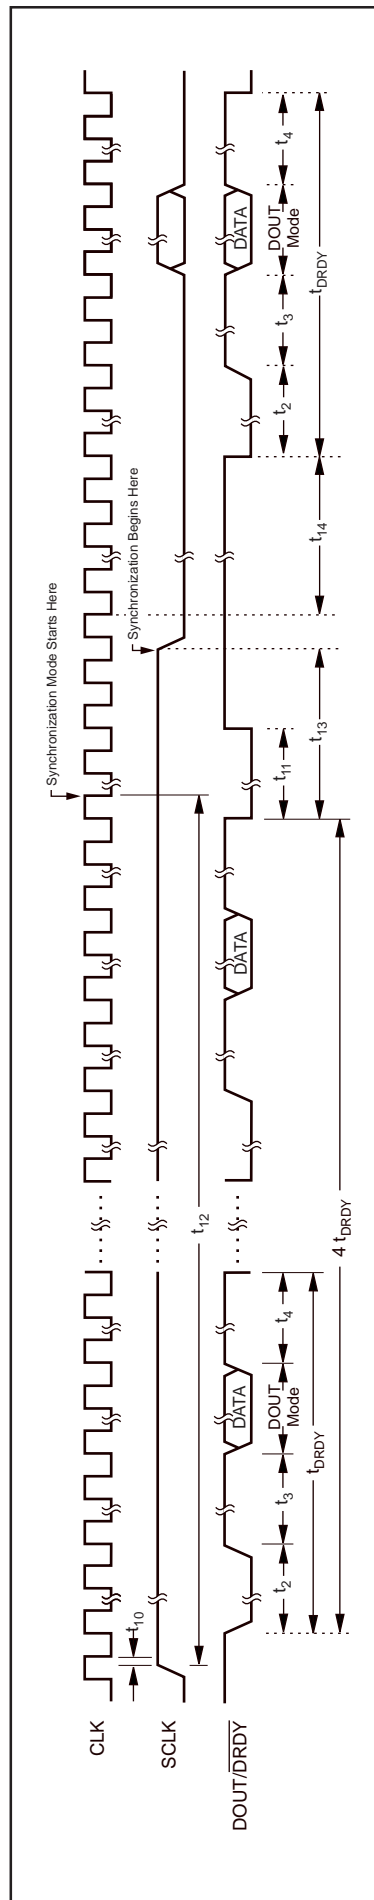 CLK
SCLK
DOUT/DRDY
Synchronization Mode Starts Here
Synchronization Begins Here
t10
t12
DATA
DATA
DATA
t2
t3
DOUT
Mode
t4
t11
t2
t3
DOUT
Mode
t4
tDRDY
t13
t14
tDRDY
4 tDRDY